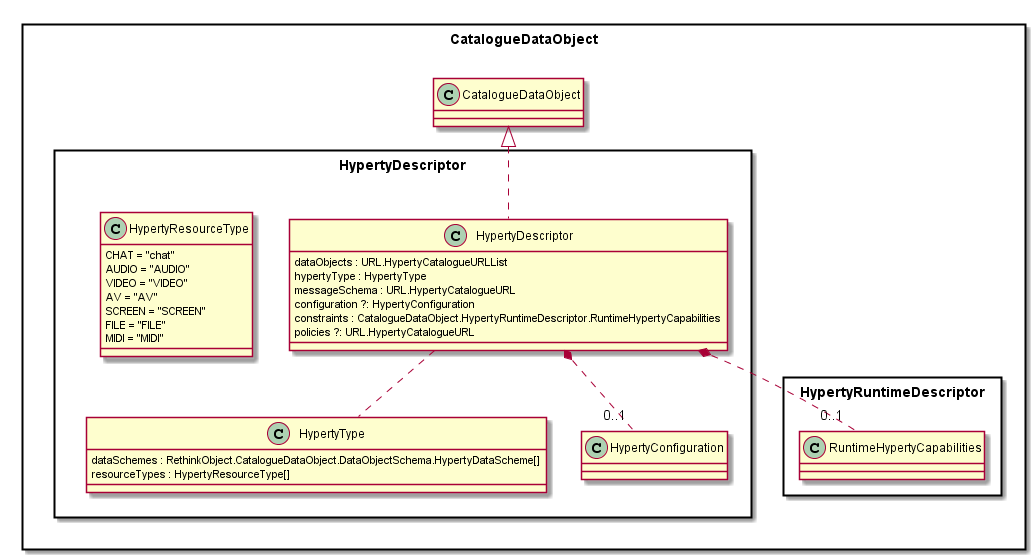 CatalogueDataObject
C CatalogueDataObject
HypertyDescriptor
C HypertyResourceType
CHAT = "chat"
AUDIO = "AUDIO"
VIDEO = "VIDEO"
AV = "AV"
SCREEN = "SCREEN"
FILE = "FILE"
MIDI = "MIDI"
C HypertyDescriptor
dataObjects : URL.HypertyCatalogueURLList
hypertyType : HypertyType
messageSchema : URL.HypertyCatalogueURL
configuration ?: HypertyConfiguration
constraints : CatalogueDataObject.HypertyRuntimeDescriptor.RuntimeHypertyCapabilities
policies ?: URL.HypertyCatalogueURL
C HypertyType
dataSchemes : RethinkObject.CatalogueDataObject.DataObjectSchema.HypertyDataScheme[]
resourceTypes : HypertyResourceType[]
0..1
C HypertyConfiguration
HypertyRuntimeDescriptor
0..1
C RuntimeHypertyCapabilities